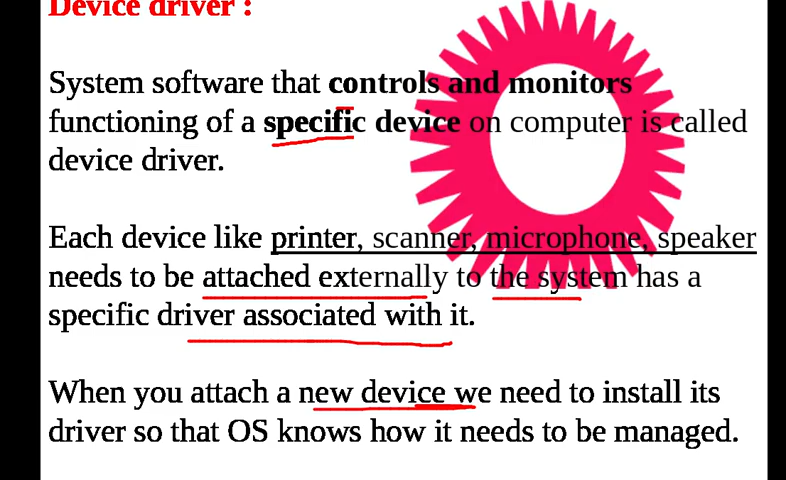 Device driver :
System software that controls and monitors
functioning of a specific device on computer is called
device driver.
Each device like printer, scanner, microphone, speaker
needs to be attached externally to the system has a
specific driver associated with it.
When you attach a new device we need to install its
driver so that OS knows how it needs to be managed.